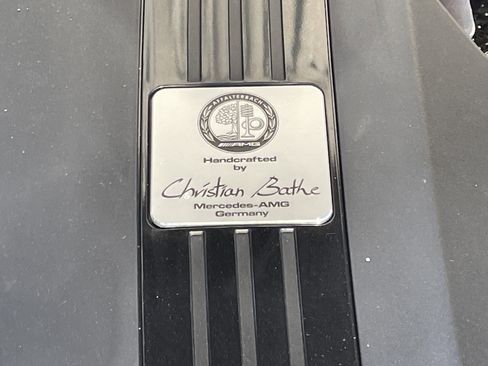 AFFALTERBACH
AMG
Handcrafted
by
Christian Bathe
Mercedes-AMG
Germany